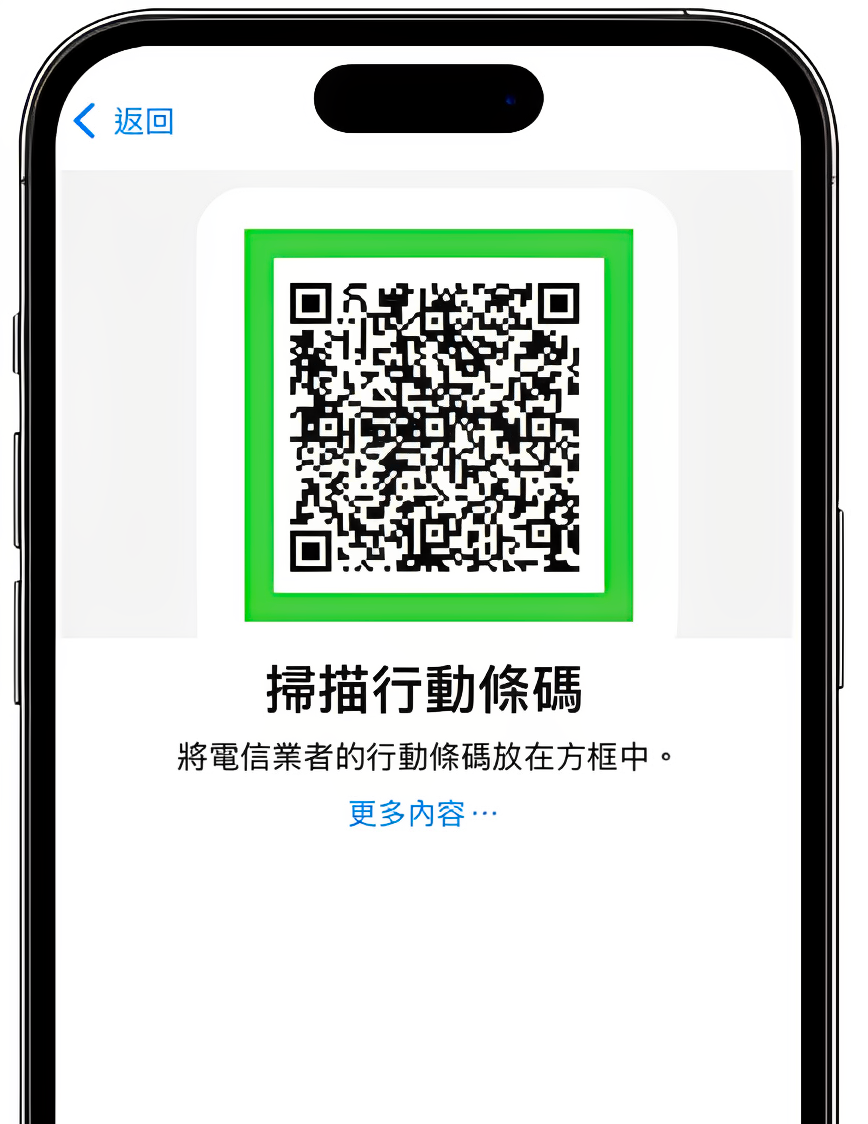 返回
掃描行動條碼
將電信業者的行動條碼放在方框中。
更多內容⋯